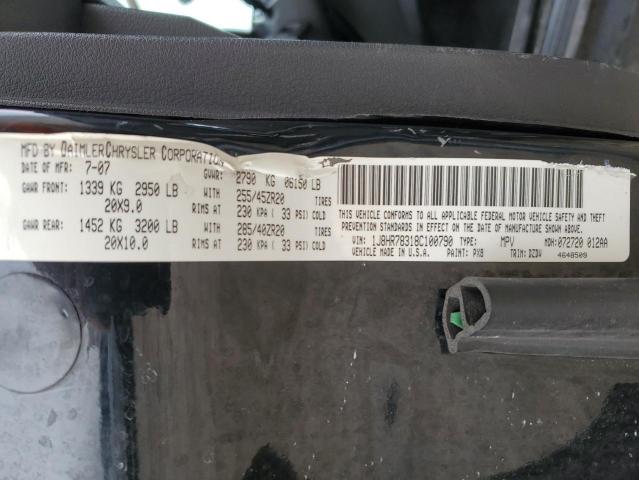 MFD BY DAIMLERCHRYSLER CORPORATION
DATE OF MFR 7-07 GVWR: 2790 KG 06150 LB
GAWR FRONT: 1339 KG 2950 LB WITH 255/45ZR20 TIRES
20X9.0 RIMS AT 230 KPA ( 33 PSI COLD
GAWR REAR: 1452 KG 3200 LB WITH 285/40ZR20 TIRES
20X10.0 RIMS AT 230 KPA ( 33 PSI COLD
THIS VEHICLE CONFORMS TO ALL APPLICABLE FEDERAL MOTOR VEHICLE SAFETY AND THEFT
PREVENTION STANDARDS IN EFFECT ON THE DATE OF MANUFACTURE SHOWN ABOVE.
VIN: 1J8HR78318C100790 TYPE: MPV MDH: 072720 012AA
VEHICLE MADE IN U.S.A. PAINT: PX8 TRIM: DZDV 4648509